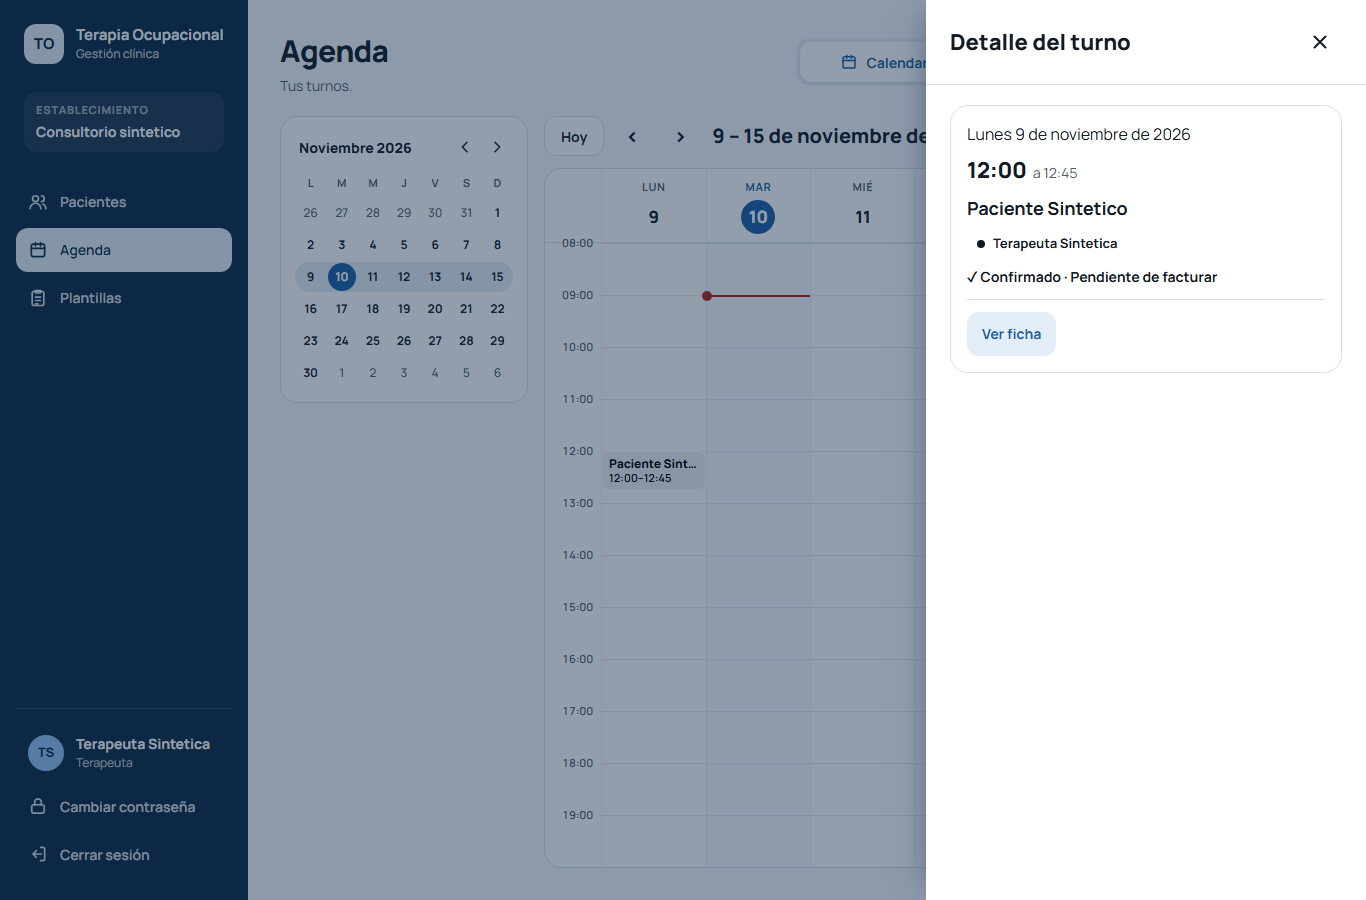 TO
Terapia Ocupacional
Gestión clínica
ESTABLECIMIENTO
Consultorio sintetico
Pacientes
Agenda
Plantillas
TS
Terapeuta Sintetica
Terapeuta
Cambiar contraseña
Cerrar sesión
Agenda
Tus turnos.
Noviembre 2026
L M M J V S D
26 27 28 29 30 31 1
2 3 4 5 6 7 8
9 10 11 12 13 14 15
16 17 18 19 20 21 22
23 24 25 26 27 28 29
30 1 2 3 4 5 6
Hoy
9 – 15 de noviembre de
LUN MAR MIÉ
9 10 11
08:00
09:00
10:00
11:00
12:00
Paciente Sint...
12:00–12:45
13:00
14:00
15:00
16:00
17:00
18:00
19:00
Detalle del turno
Lunes 9 de noviembre de 2026
12:00 a 12:45
Paciente Sintetico
Terapeuta Sintetica
✓ Confirmado · Pendiente de facturar
Ver ficha